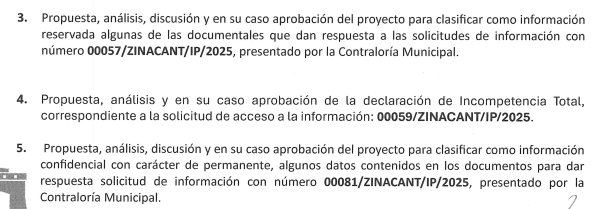 3. Propuesta, análisis, discusión y en su caso aprobación del proyecto para clasificar como información
reservada algunas de las documentales que dan respuesta a las solicitudes de información con
número 00057/ZINACANT/IP/2025, presentado por la Contraloría Municipal.
4. Propuesta, análisis y en su caso aprobación de la declaración de Incompetencia Total,
correspondiente a la solicitud de acceso a la información: 00059/ZINACANT/IP/2025.
5. Propuesta, análisis, discusión y en su caso aprobación del proyecto para clasificar como información
confidencial con carácter de permanente, algunos datos contenidos en los documentos para dar
respuesta solicitud de información con número 00081/ZINACANT/IP/2025, presentado por la
Contraloría Municipal.